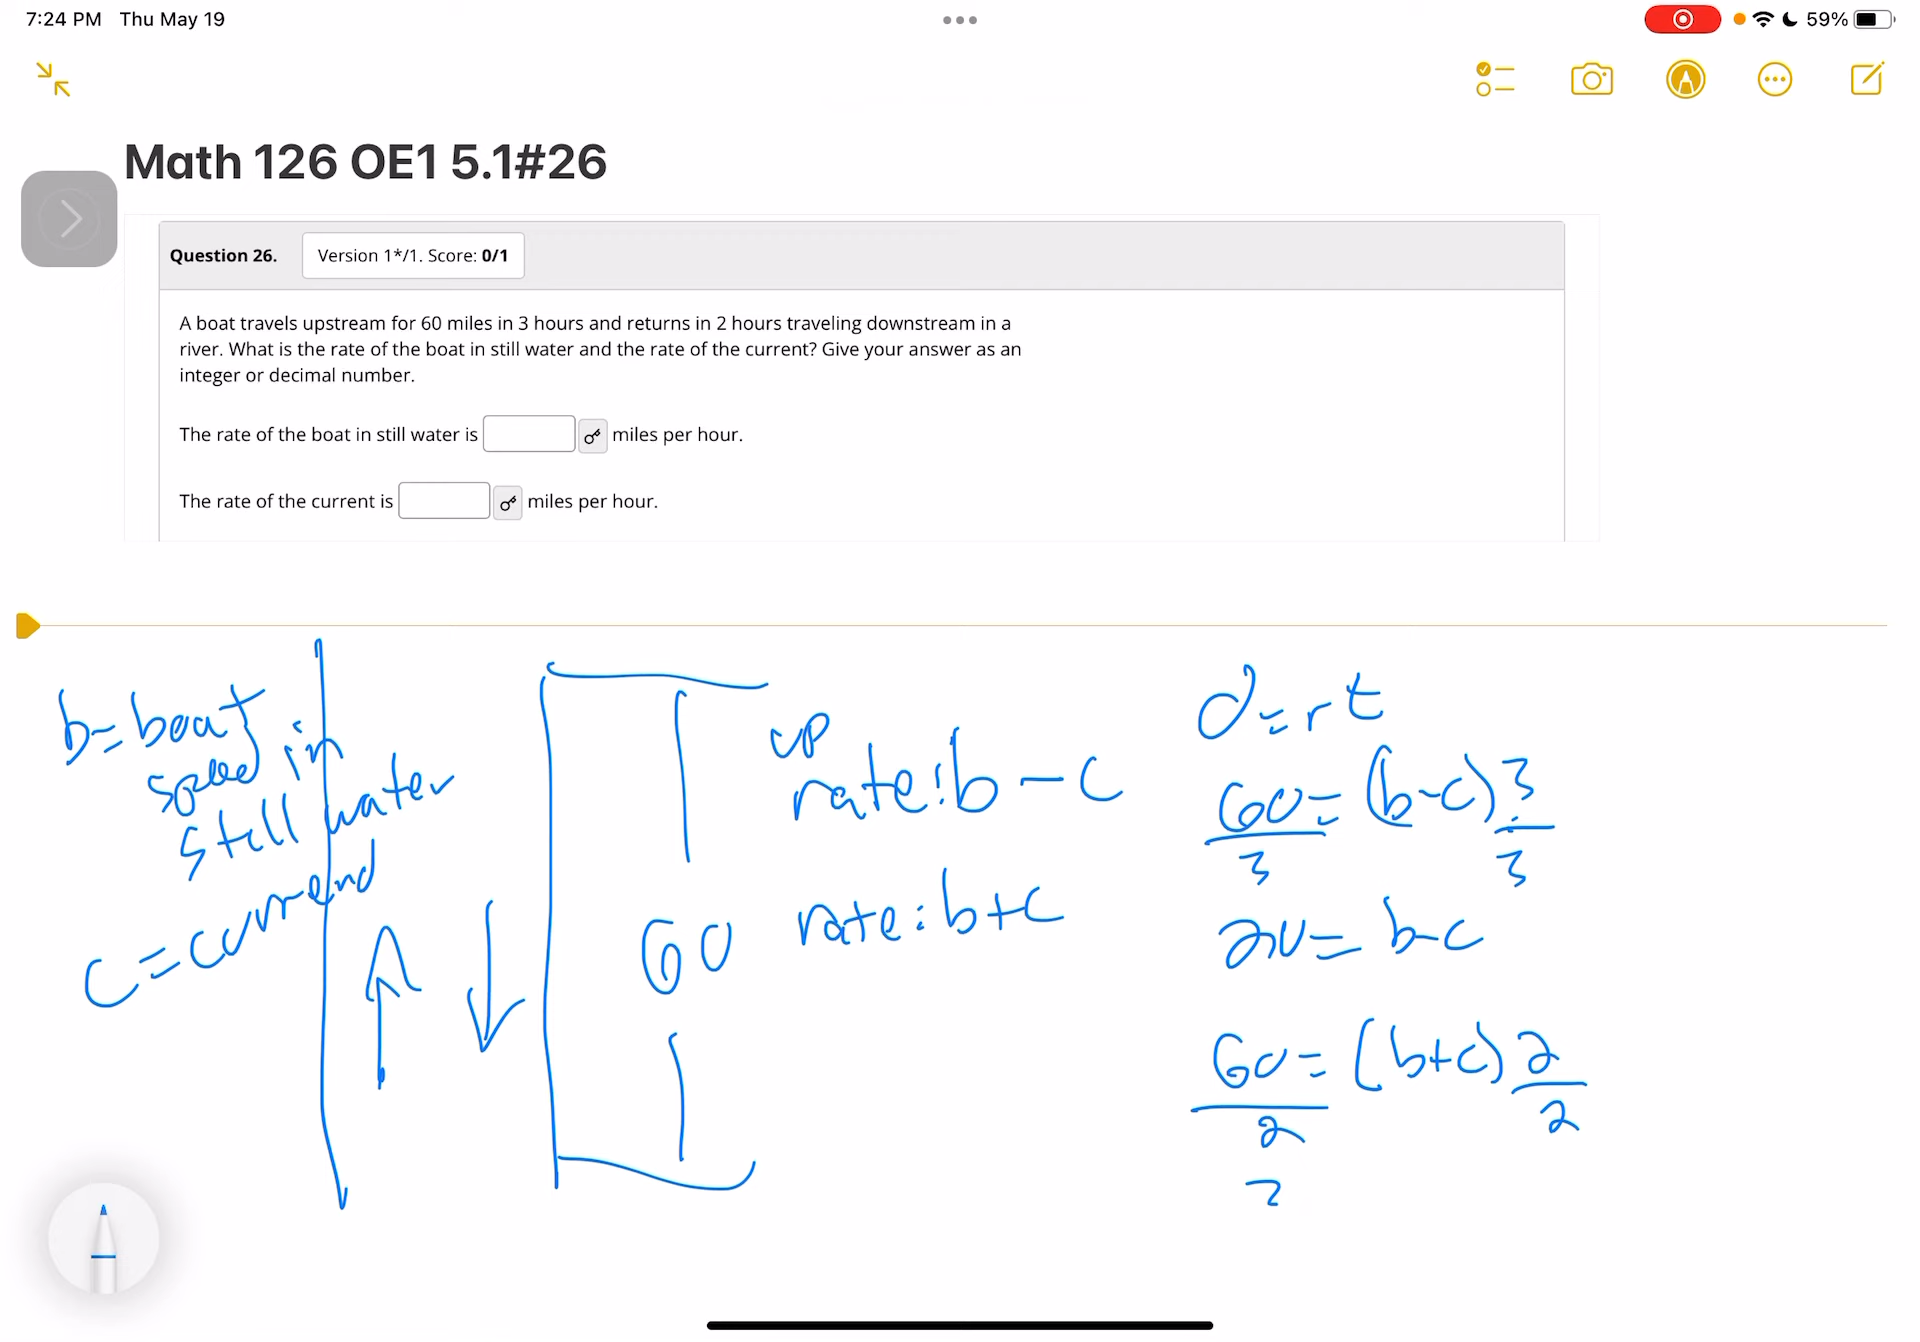 7:24 PM Thu May 19
59%
Math 126 OE1 5.1#26
Question 26.
Version 1*/1. Score: 0/1
A boat travels upstream for 60 miles in 3 hours and returns in 2 hours traveling downstream in a
river. What is the rate of the boat in still water and the rate of the current? Give your answer as an
integer or decimal number.
The rate of the boat in still water is miles per hour.
The rate of the current is miles per hour.
b=boat
speed in
still water
c=currend
60
up
rate:b-c
rate:b+c
d=rt
60=(b-c)3
3 3
20=b-c
60=(b+c)2
2 2